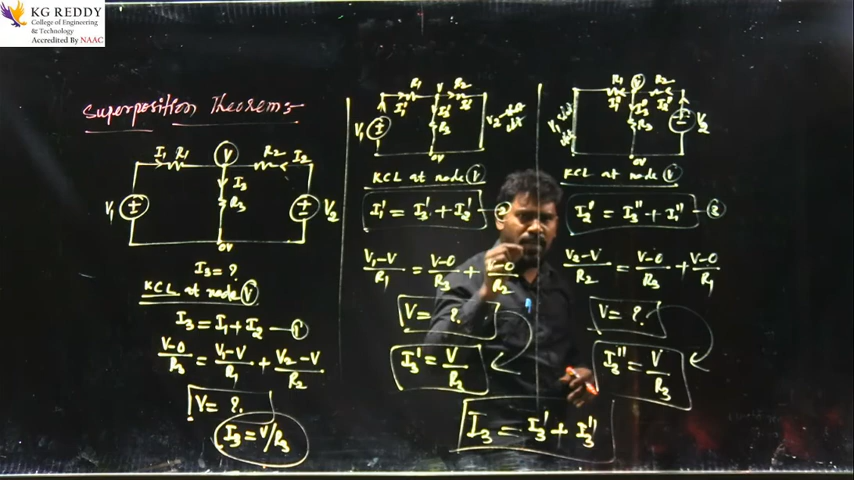 KG REDDY
College of Engineering
& Technology
Accredited By NAAC
Superposition Theorem:-
I₁ R₁ V R₂ I₂
V₁ I₃ R₃ V₂
0V
I₃ = ?
KCL at node V
I₃ = I₁ + I₂ — 1
(V-0)/R₃ = (V₁-V)/R₁ + (V₂-V)/R₂
V = ?
I₃ = V/R₃
R₁ V R₂
V₁ I₁' I₃' I₂' R₃
0V
KCL at node V
I₁' = I₃' + I₂' — 2
(V₁-V)/R₁ = (V-0)/R₃ + (V-0)/R₂
V = ?
I₃' = V/R₃
R₁ V R₂
I₁'' I₃'' I₂'' R₃ V₂
0V
KCL at node V
I₂'' = I₃'' + I₁'' — 3
(V₂-V)/R₂ = (V-0)/R₃ + (V-0)/R₁
V = ?
I₃'' = V/R₃
I₃ = I₃' + I₃''